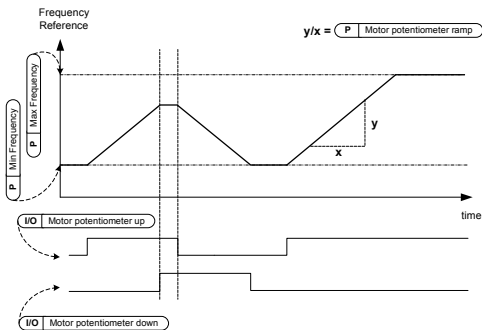 Frequency
Reference
y/x = P Motor potentiometer ramp
P Max Frequency
P Min Frequency
y
x
time
I/O Motor potentiometer up
I/O Motor potentiometer down